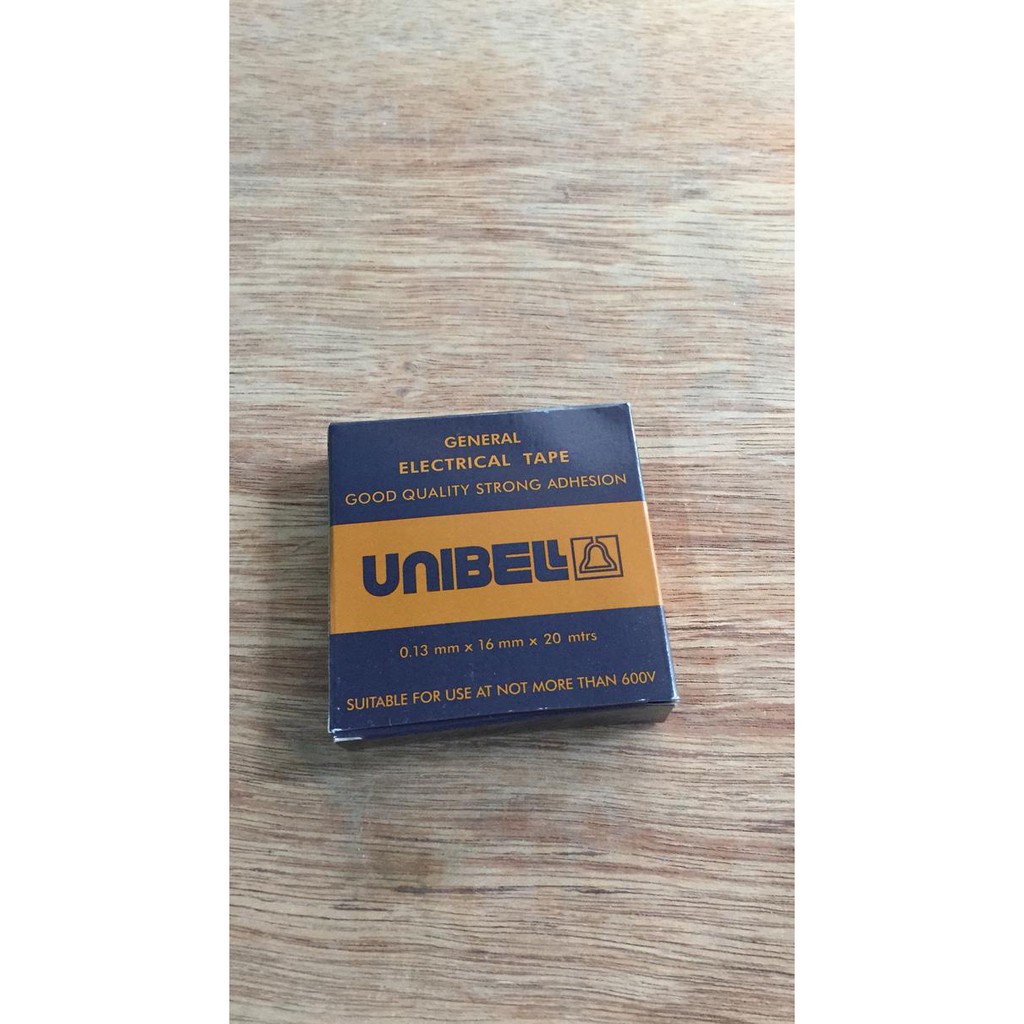 GENERAL
ELECTRICAL TAPE
GOOD QUALITY STRONG ADHESION
UNIBELL
0.13 mm x 16 mm x 20 mtrs
SUITABLE FOR USE AT NOT MORE THAN 600V